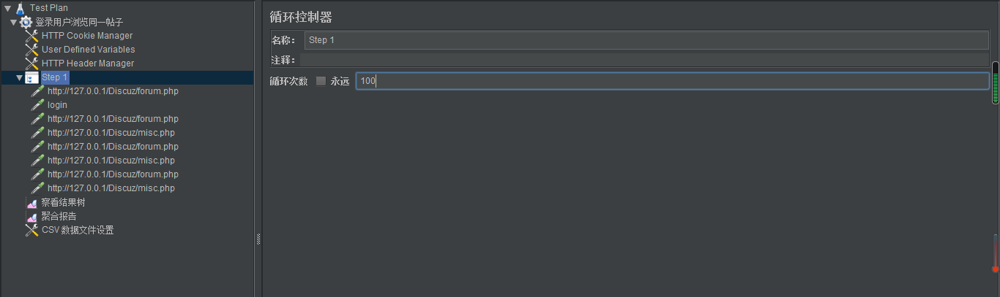 Test Plan
登录用户浏览同一帖子
HTTP Cookie Manager
User Defined Variables
HTTP Header Manager
Step 1
http://127.0.0.1/Discuz/forum.php
login
http://127.0.0.1/Discuz/forum.php
http://127.0.0.1/Discuz/misc.php
http://127.0.0.1/Discuz/forum.php
http://127.0.0.1/Discuz/misc.php
http://127.0.0.1/Discuz/forum.php
http://127.0.0.1/Discuz/misc.php
察看结果树
聚合报告
CSV 数据文件设置
循环控制器
名称： Step 1
注释：
循环次数 永远 100